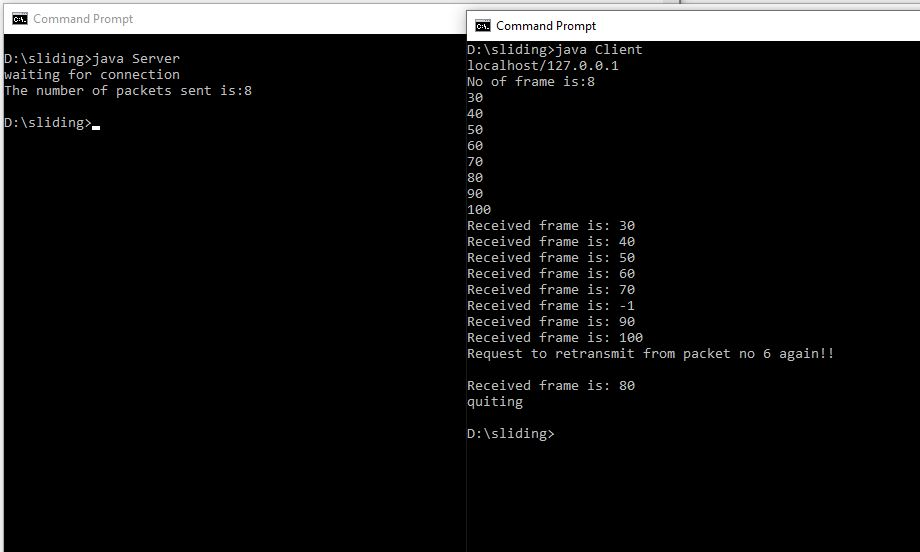 Command Prompt
D:\sliding>java Server
waiting for connection
The number of packets sent is:8
D:\sliding>
Command Prompt
D:\sliding>java Client
localhost/127.0.0.1
No of frame is:8
30
40
50
60
70
80
90
100
Received frame is: 30
Received frame is: 40
Received frame is: 50
Received frame is: 60
Received frame is: 70
Received frame is: -1
Received frame is: 90
Received frame is: 100
Request to retransmit from packet no 6 again!!
Received frame is: 80
quiting
D:\sliding>